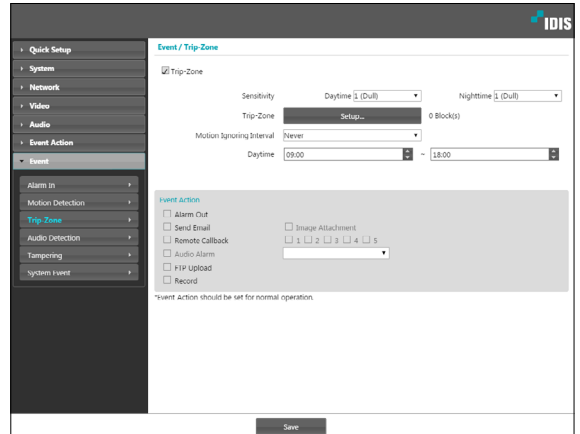 IDIS
Quick Setup
System
Network
Video
Audio
Event Action
Event
Alarm In
Motion Detection
Trip-Zone
Audio Detection
Tampering
System Event
Event / Trip-Zone
Trip-Zone
Sensitivity Daytime 1 (Dull) Nighttime 1 (Dull)
Trip-Zone Setup... 0 Block(s)
Motion Ignoring Interval Never
Daytime 09:00 ~ 18:00
Event Action
Alarm Out
Send Email Image Attachment
Remote Callback 1 2 3 4 5
Audio Alarm
FTP Upload
Record
*Event Action should be set for normal operation.
Save